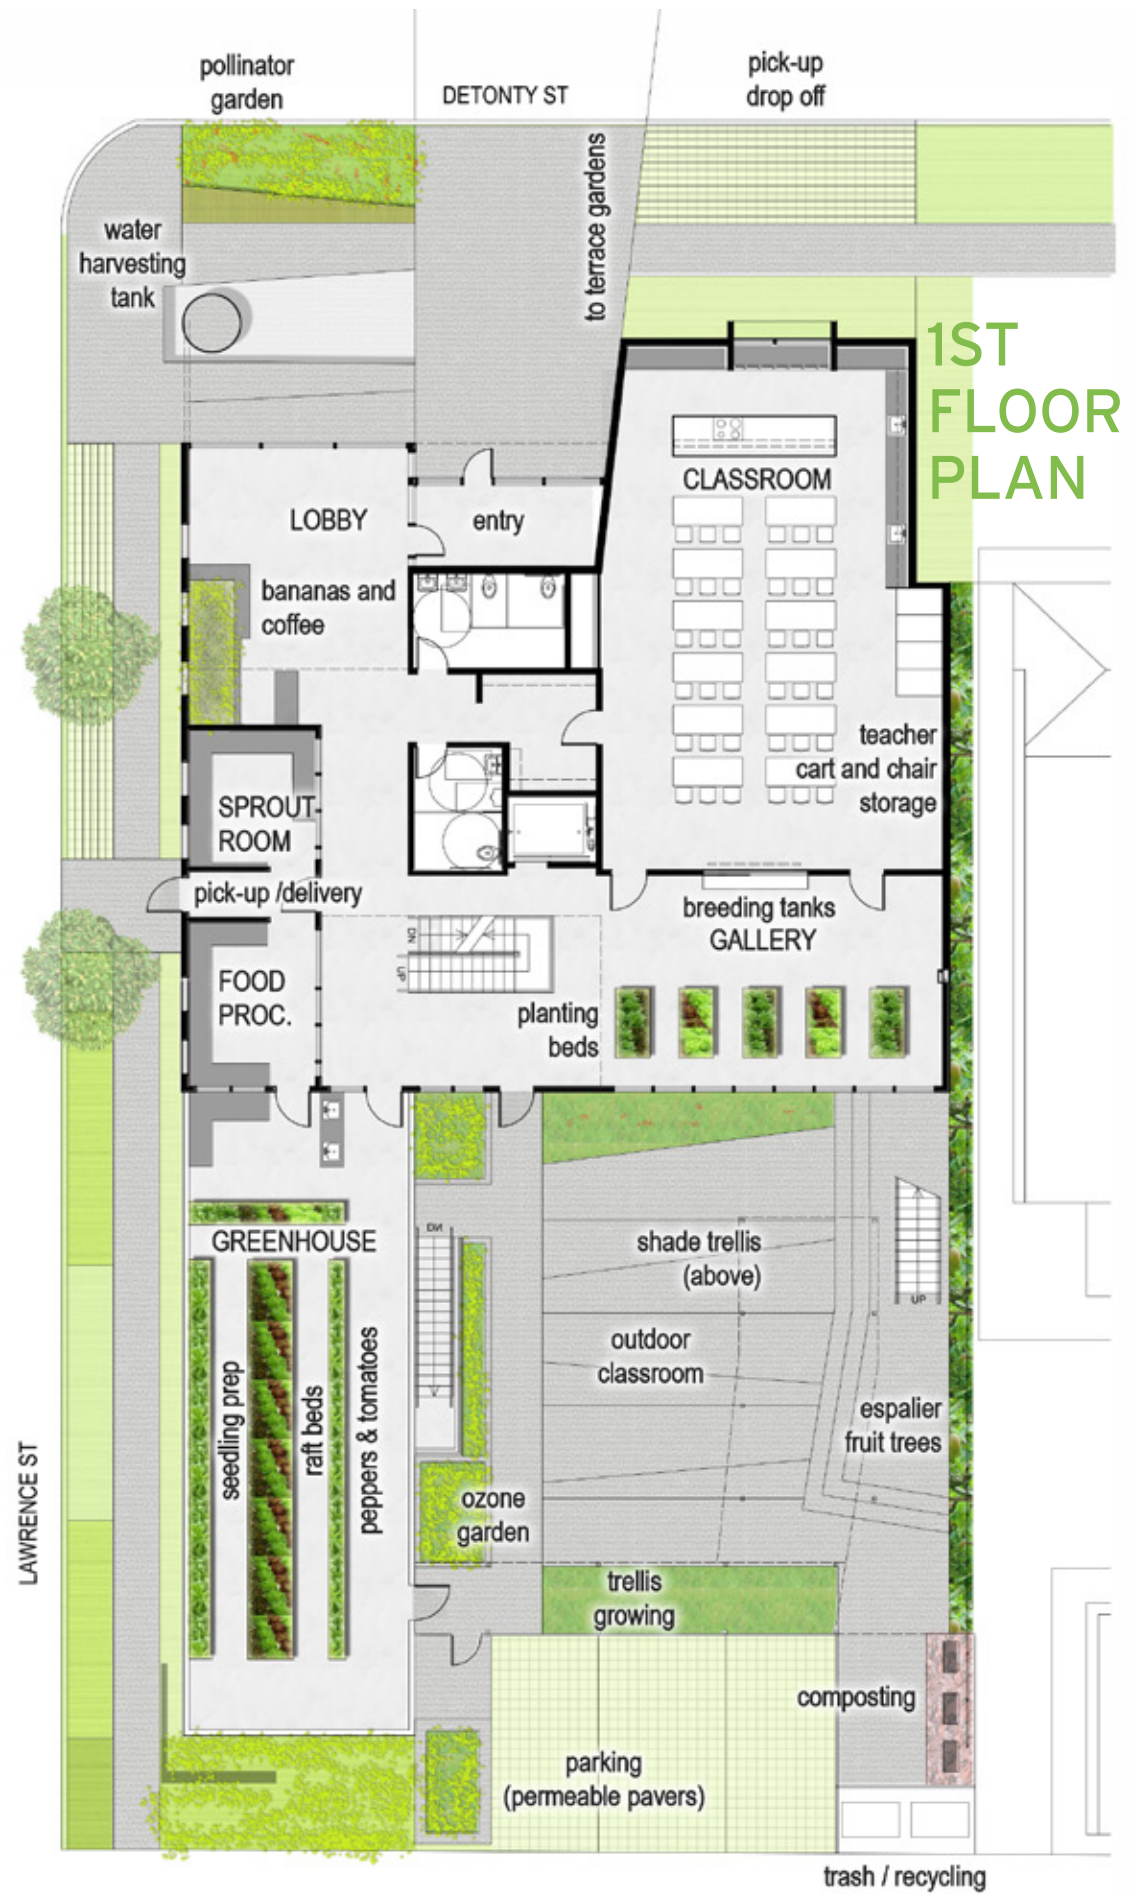 pollinator
garden
DETONTY ST
pick-up
drop off
to terrace gardens
water
harvesting
tank
1ST
FLOOR
PLAN
CLASSROOM
LOBBY
entry
bananas and
coffee
teacher
cart and chair
storage
SPROUT
ROOM
pick-up /delivery
breeding tanks
GALLERY
DN
UP
FOOD
PROC.
planting
beds
GREENHOUSE
DN
shade trellis
(above)
UP
outdoor
classroom
seedling prep
raft beds
peppers & tomatoes
espalier
fruit trees
LAWRENCE ST
ozone
garden
trellis
growing
composting
parking
(permeable pavers)
trash / recycling